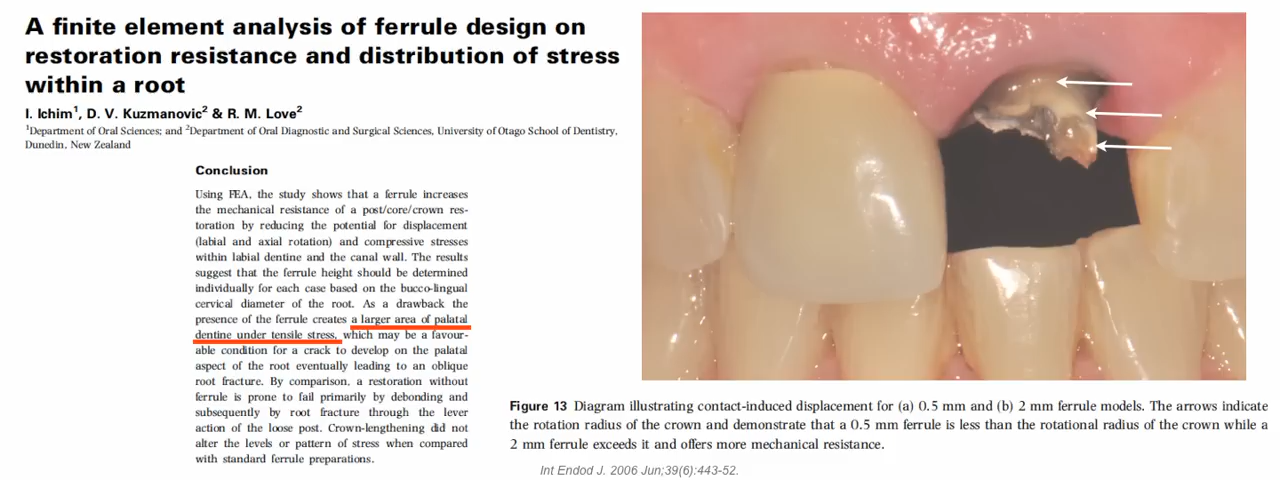 A finite element analysis of ferrule design on
restoration resistance and distribution of stress
within a root
I. Ichim¹, D. V. Kuzmanovic² & R. M. Love²
¹Department of Oral Sciences; and ²Department of Oral Diagnostic and Surgical Sciences, University of Otago School of Dentistry,
Dunedin, New Zealand
Conclusion
Using FEA, the study shows that a ferrule increases
the mechanical resistance of a post/core/crown res-
toration by reducing the potential for displacement
(labial and axial rotation) and compressive stresses
within labial dentine and the canal wall. The results
suggest that the ferrule height should be determined
individually for each case based on the bucco-lingual
cervical diameter of the root. As a drawback the
presence of the ferrule creates a larger area of palatal
dentine under tensile stress, which may be a favour-
able condition for a crack to develop on the palatal
aspect of the root eventually leading to an oblique
root fracture. By comparison, a restoration without
ferrule is prone to fail primarily by debonding and
subsequently by root fracture through the lever
action of the loose post. Crown-lengthening did not
alter the levels or pattern of stress when compared
with standard ferrule preparations.
Figure 13 Diagram illustrating contact-induced displacement for (a) 0.5 mm and (b) 2 mm ferrule models. The arrows indicate
the rotation radius of the crown and demonstrate that a 0.5 mm ferrule is less than the rotational radius of the crown while a
2 mm ferrule exceeds it and offers more mechanical resistance.
Int Endod J. 2006 Jun;39(6):443-52.